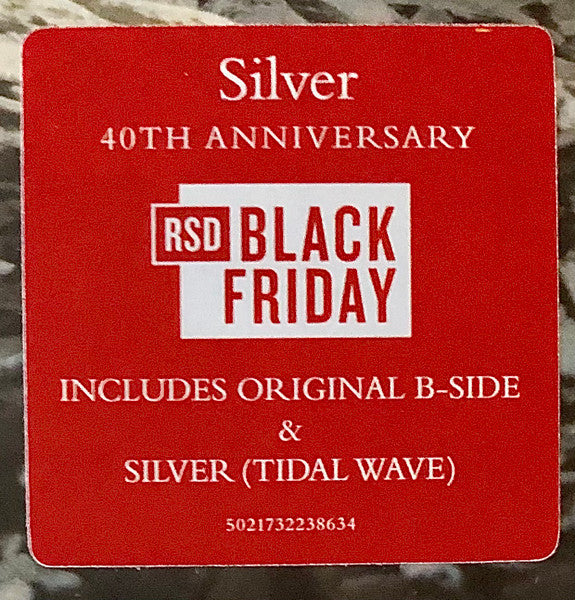 Silver
40TH ANNIVERSARY
RSD BLACK
FRIDAY
INCLUDES ORIGINAL B-SIDE
&
SILVER (TIDAL WAVE)
5021732238634